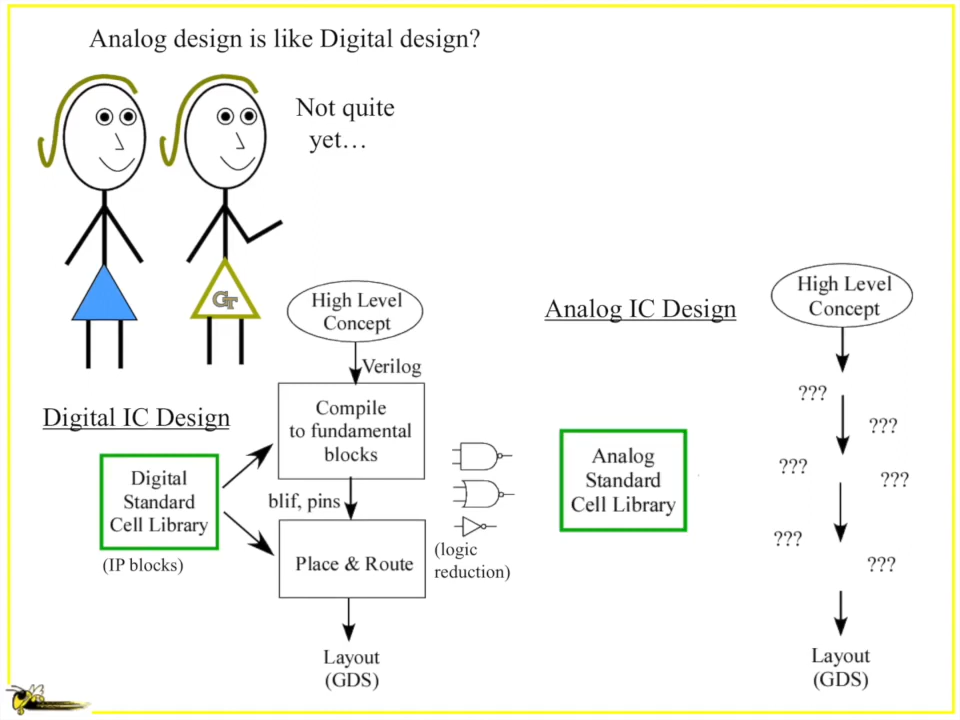 Analog design is like Digital design?
Not quite
yet…
GT
High Level
Concept
Verilog
Digital IC Design
Compile
to fundamental
blocks
Digital
Standard
Cell Library
(IP blocks)
blif, pins
Place & Route
(logic
reduction)
Layout
(GDS)
Analog IC Design
Analog
Standard
Cell Library
High Level
Concept
???
???
???
???
???
???
Layout
(GDS)